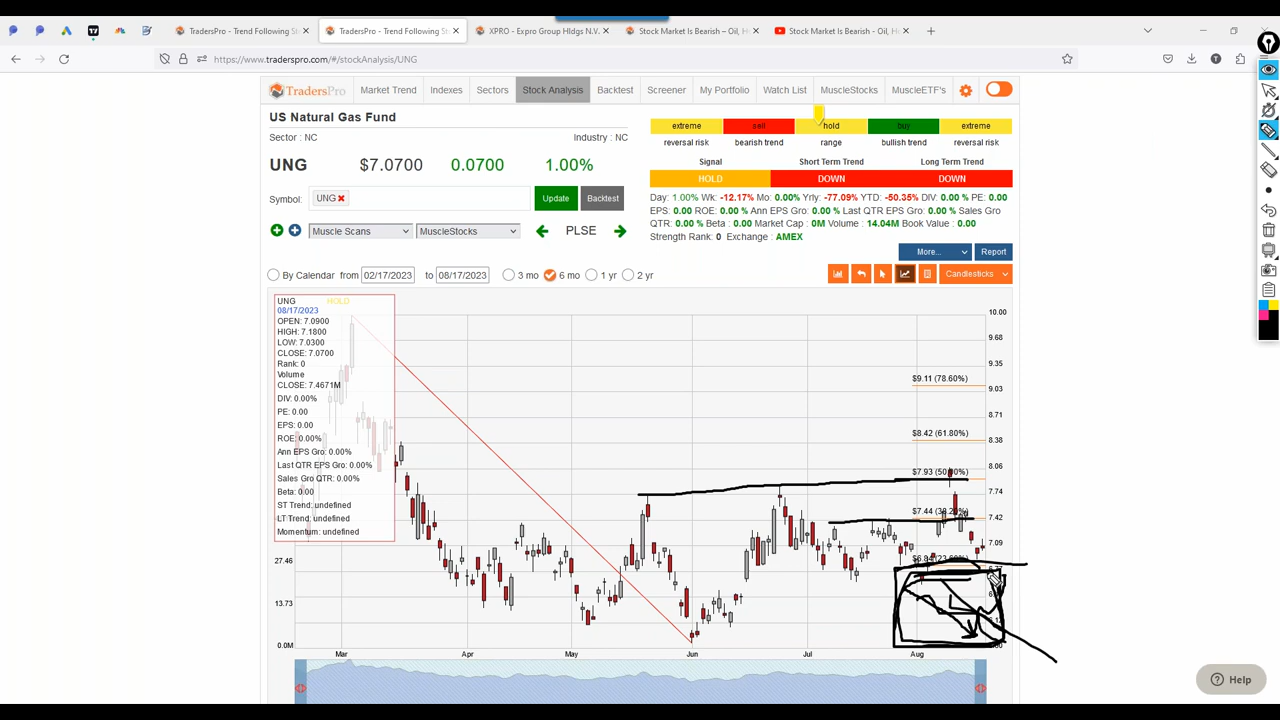 TradersPro - Trend Following St
TradersPro - Trend Following St
XPRO - Expro Group Hldgs N.V.
Stock Market Is Bearish – Oil, H
Stock Market Is Bearish - Oil, H
https://www.traderspro.com/#/stockAnalysis/UNG
TradersPro Market Trend Indexes Sectors Stock Analysis Backtest Screener My Portfolio Watch List MuscleStocks MuscleETF's
US Natural Gas Fund
Sector : NC Industry : NC
UNG $7.0700 0.0700 1.00%
Symbol: UNG Update Backtest
Muscle Scans MuscleStocks PLSE
extreme sell hold buy extreme
reversal risk bearish trend range bullish trend reversal risk
Signal Short Term Trend Long Term Trend
HOLD DOWN DOWN
Day: 1.00% Wk: -12.17% Mo: 0.00% Yrly: -77.09% YTD: -50.35% DIV: 0.00 % PE: 0.00
EPS: 0.00 ROE: 0.00 % Ann EPS Gro: 0.00 % Last QTR EPS Gro: 0.00 % Sales Gro
QTR: 0.00 % Beta : 0.00 Market Cap : 0M Volume : 14.04M Book Value : 0.00
Strength Rank: 0 Exchange : AMEX
More... Report
By Calendar from 02/17/2023 to 08/17/2023 3 mo 6 mo 1 yr 2 yr Candlesticks
UNG HOLD
08/17/2023
OPEN: 7.0900
HIGH: 7.1800
LOW: 7.0300
CLOSE: 7.0700
Rank: 0
Volume
CLOSE: 7.4671M
DIV: 0.00%
PE: 0.00
EPS: 0.00
ROE: 0.00%
Ann EPS Gro: 0.00%
Last QTR EPS Gro: 0.00%
Sales Gro QTR: 0.00%
Beta: 0.00
ST Trend: undefined
LT Trend: undefined
Momentum: undefined
27.46
13.73
0.0M
10.00
9.68
9.35
9.03
8.71
8.38
8.06
7.74
7.42
7.09
$9.11 (78.60%)
$8.42 (61.80%)
$7.93 (50.00%)
$7.44 (38.20%)
$6.84 (23.60%)
Mar Apr May Jun Jul Aug
Help